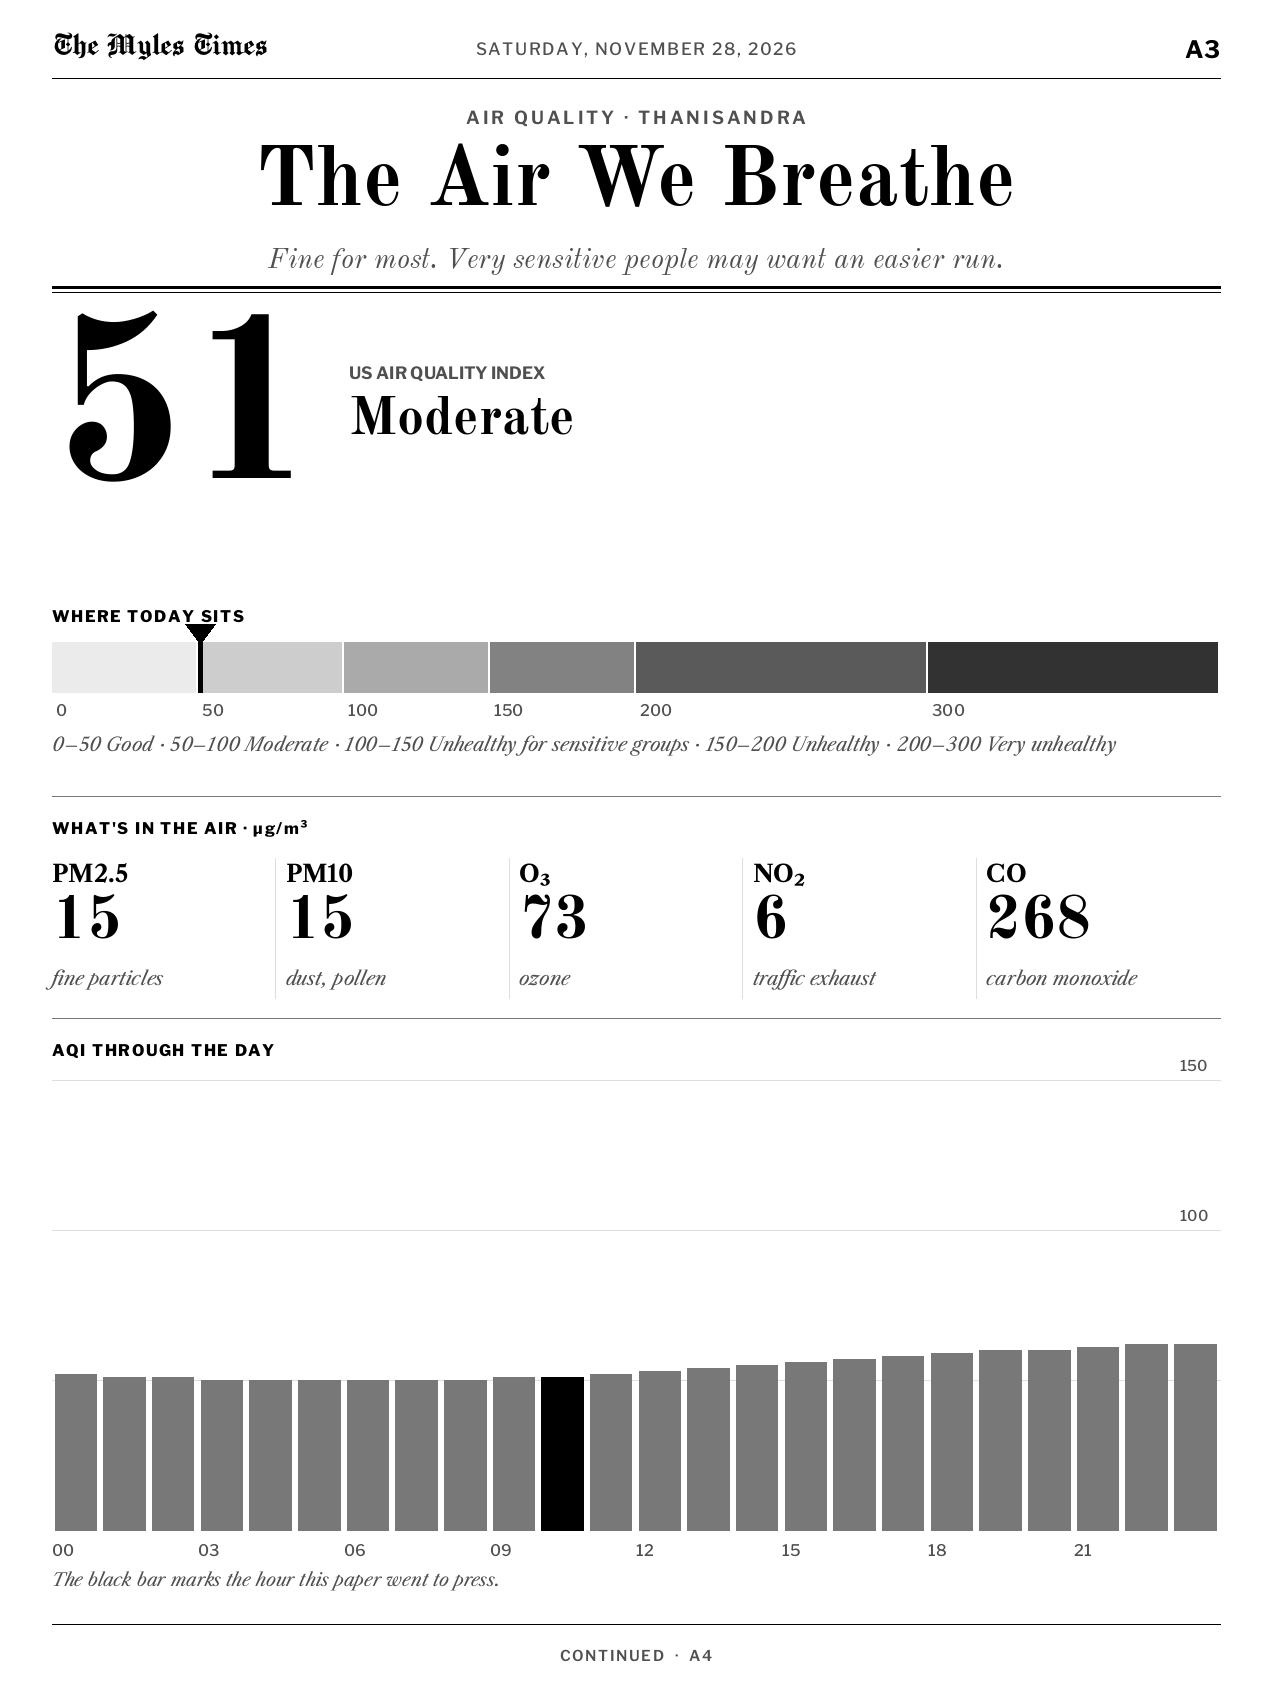 The Myles Times
SATURDAY, NOVEMBER 28, 2026
A3
AIR QUALITY · THANISANDRA
The Air We Breathe
Fine for most. Very sensitive people may want an easier run.
51
US AIR QUALITY INDEX
Moderate
WHERE TODAY SITS
0 50 100 150 200 300
0–50 Good · 50–100 Moderate · 100–150 Unhealthy for sensitive groups · 150–200 Unhealthy · 200–300 Very unhealthy
WHAT'S IN THE AIR · µg/m³
PM2.5 PM10 O₃ NO₂ CO
15 15 73 6 268
fine particles dust, pollen ozone traffic exhaust carbon monoxide
AQI THROUGH THE DAY
150
100
00 03 06 09 12 15 18 21
The black bar marks the hour this paper went to press.
CONTINUED · A4